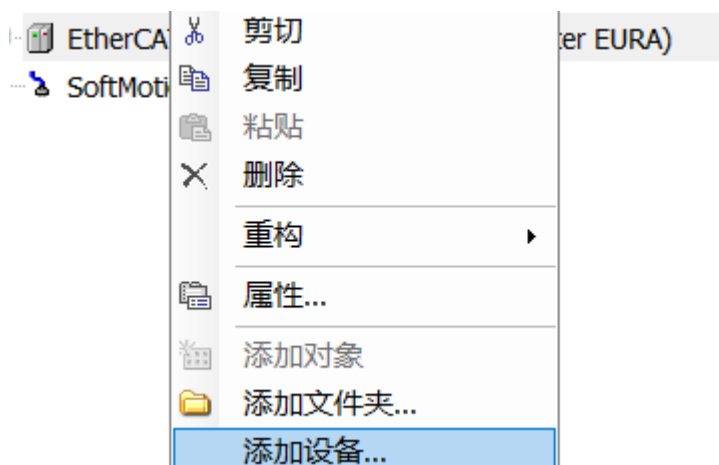 EtherCA
er EURA)
SoftMoti
剪切
复制
粘贴
删除
重构
属性...
添加对象
添加文件夹...
添加设备...